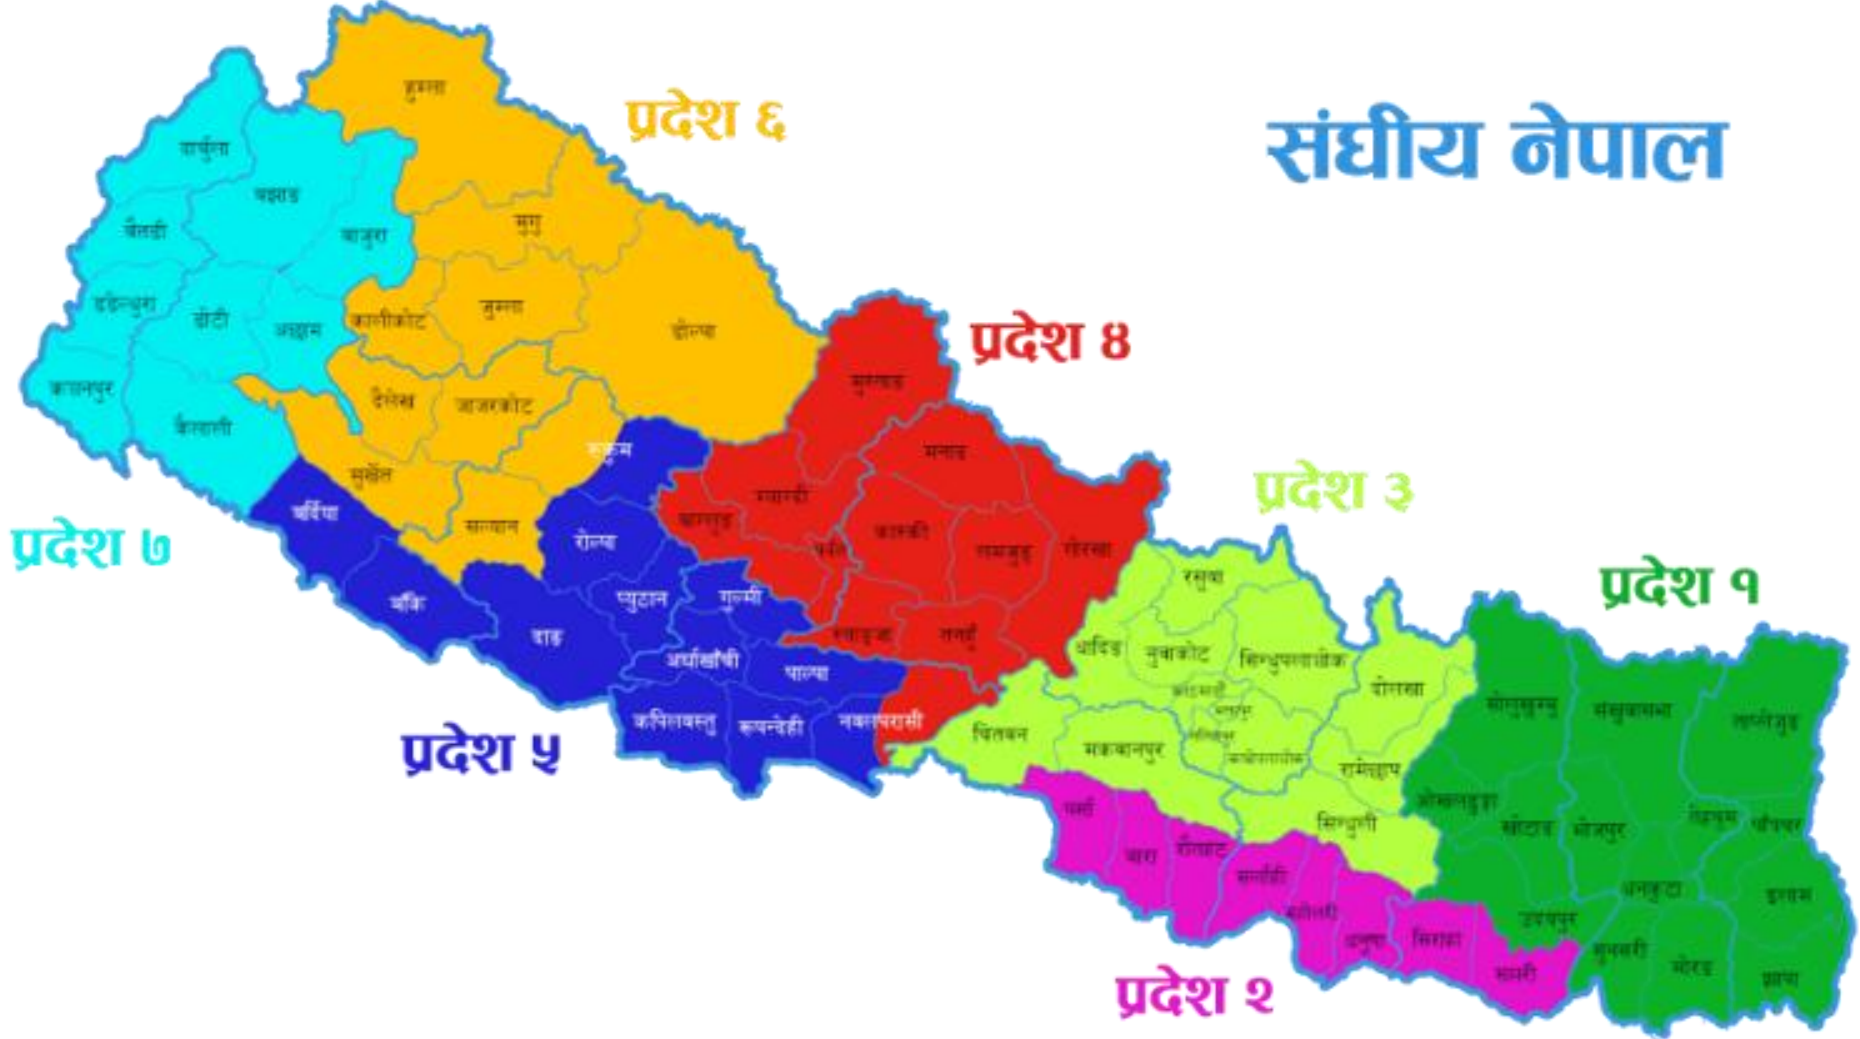 संघीय नेपाल
प्रदेश ७
दार्चुला
बझाङ
बैतडी
बाजुरा
डडेल्धुरा
डोटी
अछाम
कञ्चनपुर
कैलाली
प्रदेश ६
हुम्ला
मुगु
जुम्ला
कालीकोट
डोल्पा
दैलेख
जाजरकोट
सुर्खेत
सल्यान
प्रदेश ५
रूकुम
बर्दिया
रोल्पा
बाँके
प्युठान
गुल्मी
दाङ
अर्घाखाँची
पाल्पा
कपिलवस्तु
रूपन्देही
नवलपरासी
प्रदेश ४
मुस्ताङ
मनाङ
म्याग्दी
बाग्लुङ
पर्वत
कास्की
लमजुङ
गोरखा
स्याङ्जा
तनहुँ
प्रदेश ३
रसुवा
धादिङ
नुवाकोट
सिन्धुपलाचोक
दोलखा
चितवन
मकवानपुर
रामेछाप
सिन्धुली
प्रदेश २
पर्सा
बारा
रौतहट
सर्लाही
महोत्तरी
धनुषा
सिराहा
सप्तरी
प्रदेश १
सोलुखुम्बु
संखुवासभा
ताप्लेजुङ
ओखलढुङ्गा
खोटाङ
भोजपुर
तेह्रथुम
पाँचथर
धनकुटा
इलाम
उदयपुर
सुनसरी
मोरङ
झापा